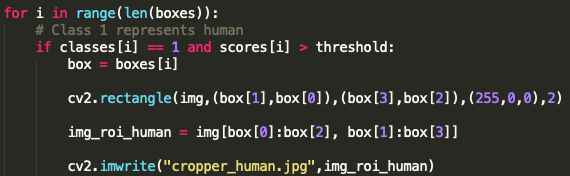 for i in range(len(boxes)):
# Class 1 represents human
if classes[i] == 1 and scores[i] > threshold:
box = boxes[i]
cv2.rectangle(img,(box[1],box[0]),(box[3],box[2]),(255,0,0),2)
img_roi_human = img[box[0]:box[2], box[1]:box[3]]
cv2.imwrite("cropper_human.jpg",img_roi_human)